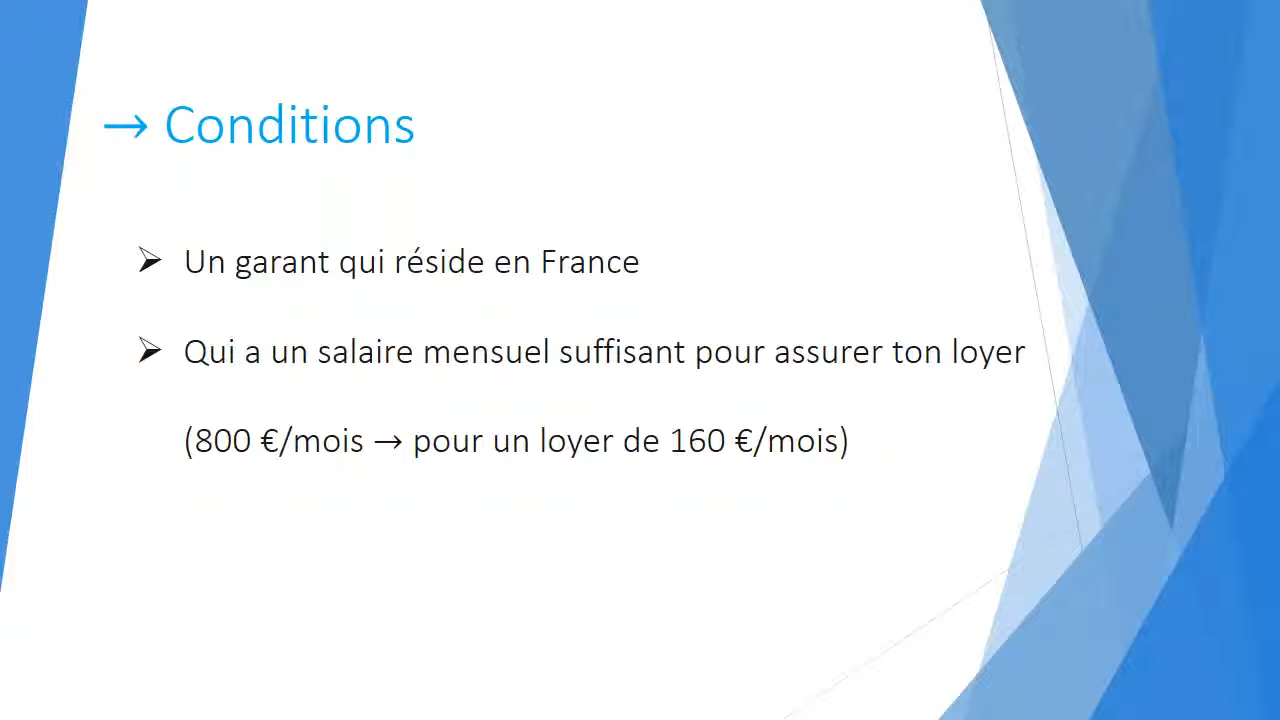 → Conditions
➢ Un garant qui réside en France
➢ Qui a un salaire mensuel suffisant pour assurer ton loyer
(800 €/mois → pour un loyer de 160 €/mois)